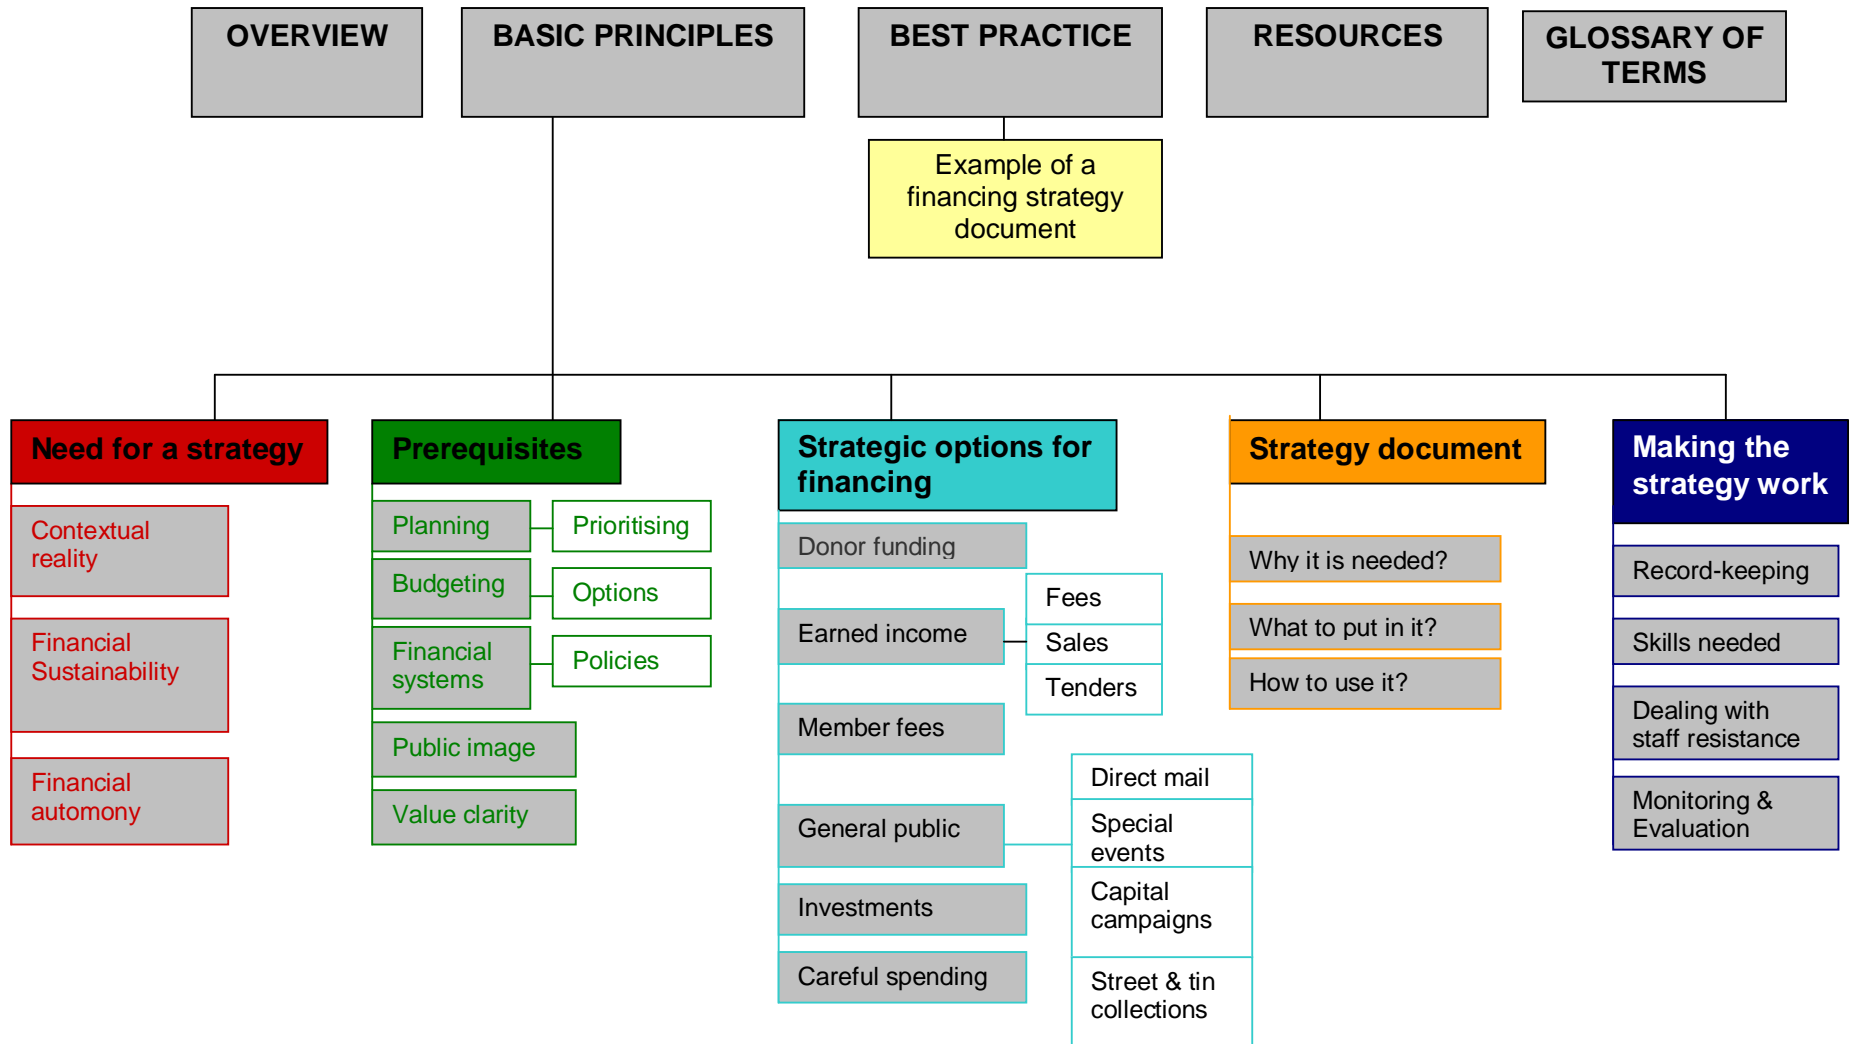 OVERVIEW
BASIC PRINCIPLES
BEST PRACTICE
RESOURCES
GLOSSARY OF
TERMS
Example of a
financing strategy
document
Need for a strategy
Contextual
reality
Financial
Sustainability
Financial
automony
Prerequisites
Planning
Prioritising
Budgeting
Options
Financial
systems
Policies
Public image
Value clarity
Strategic options for
financing
Donor funding
Earned income
Fees
Sales
Tenders
Member fees
General public
Direct mail
Special
events
Capital
campaigns
Street & tin
collections
Investments
Careful spending
Strategy document
Why it is needed?
What to put in it?
How to use it?
Making the
strategy work
Record-keeping
Skills needed
Dealing with
staff resistance
Monitoring &
Evaluation